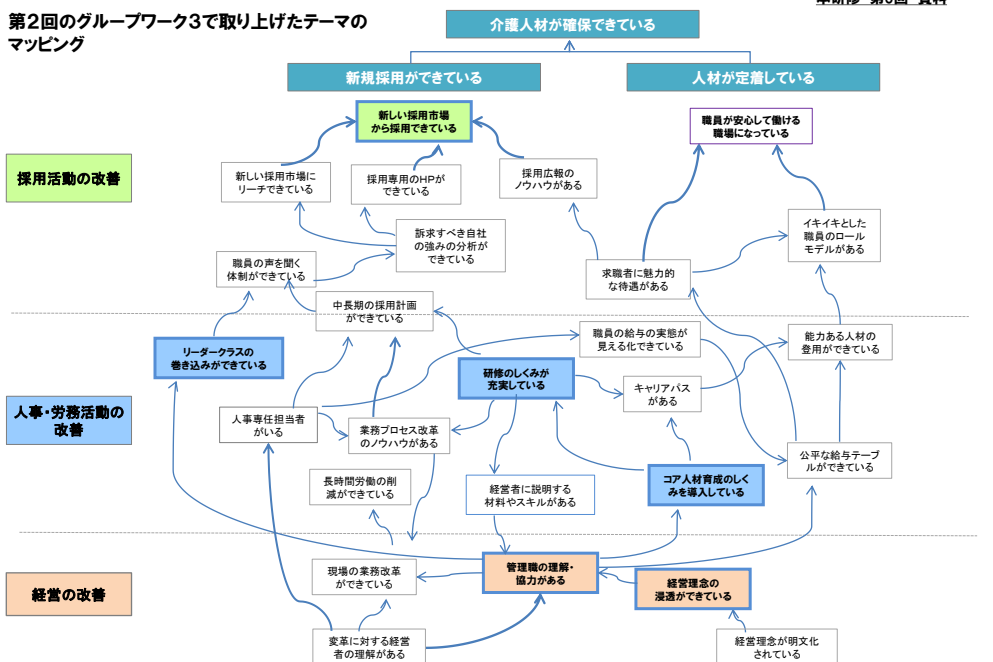 第2回のグループワーク3で取り上げたテーマの
マッピング
介護人材が確保できている
新規採用ができている
人材が定着している
新しい採用市場
から採用できている
職員が安心して働ける
職場になっている
採用活動の改善
新しい採用市場に
リーチできている
採用専用のHPが
できている
採用広報の
ノウハウがある
訴求すべき自社
の強みの分析が
できている
イキイキとした
職員のロール
モデルがある
職員の声を聞く
体制ができている
求職者に魅力的
な待遇がある
中長期の採用計画
ができている
職員の給与の実態が
見える化できている
能力ある人材の
登用ができている
リーダークラスの
巻き込みができている
研修のしくみが
充実している
キャリアパス
がある
人事・労務活動の
改善
人事専任担当者
がいる
業務プロセス改革
のノウハウがある
公平な給与テーブ
ルができている
長時間労働の削
減ができている
経営者に説明する
材料やスキルがある
コア人材育成のしく
みを導入している
経営の改善
現場の業務改革
ができている
管理職の理解・
協力がある
経営理念の
浸透ができている
変革に対する経営
者の理解がある
経営理念が明文化
されている